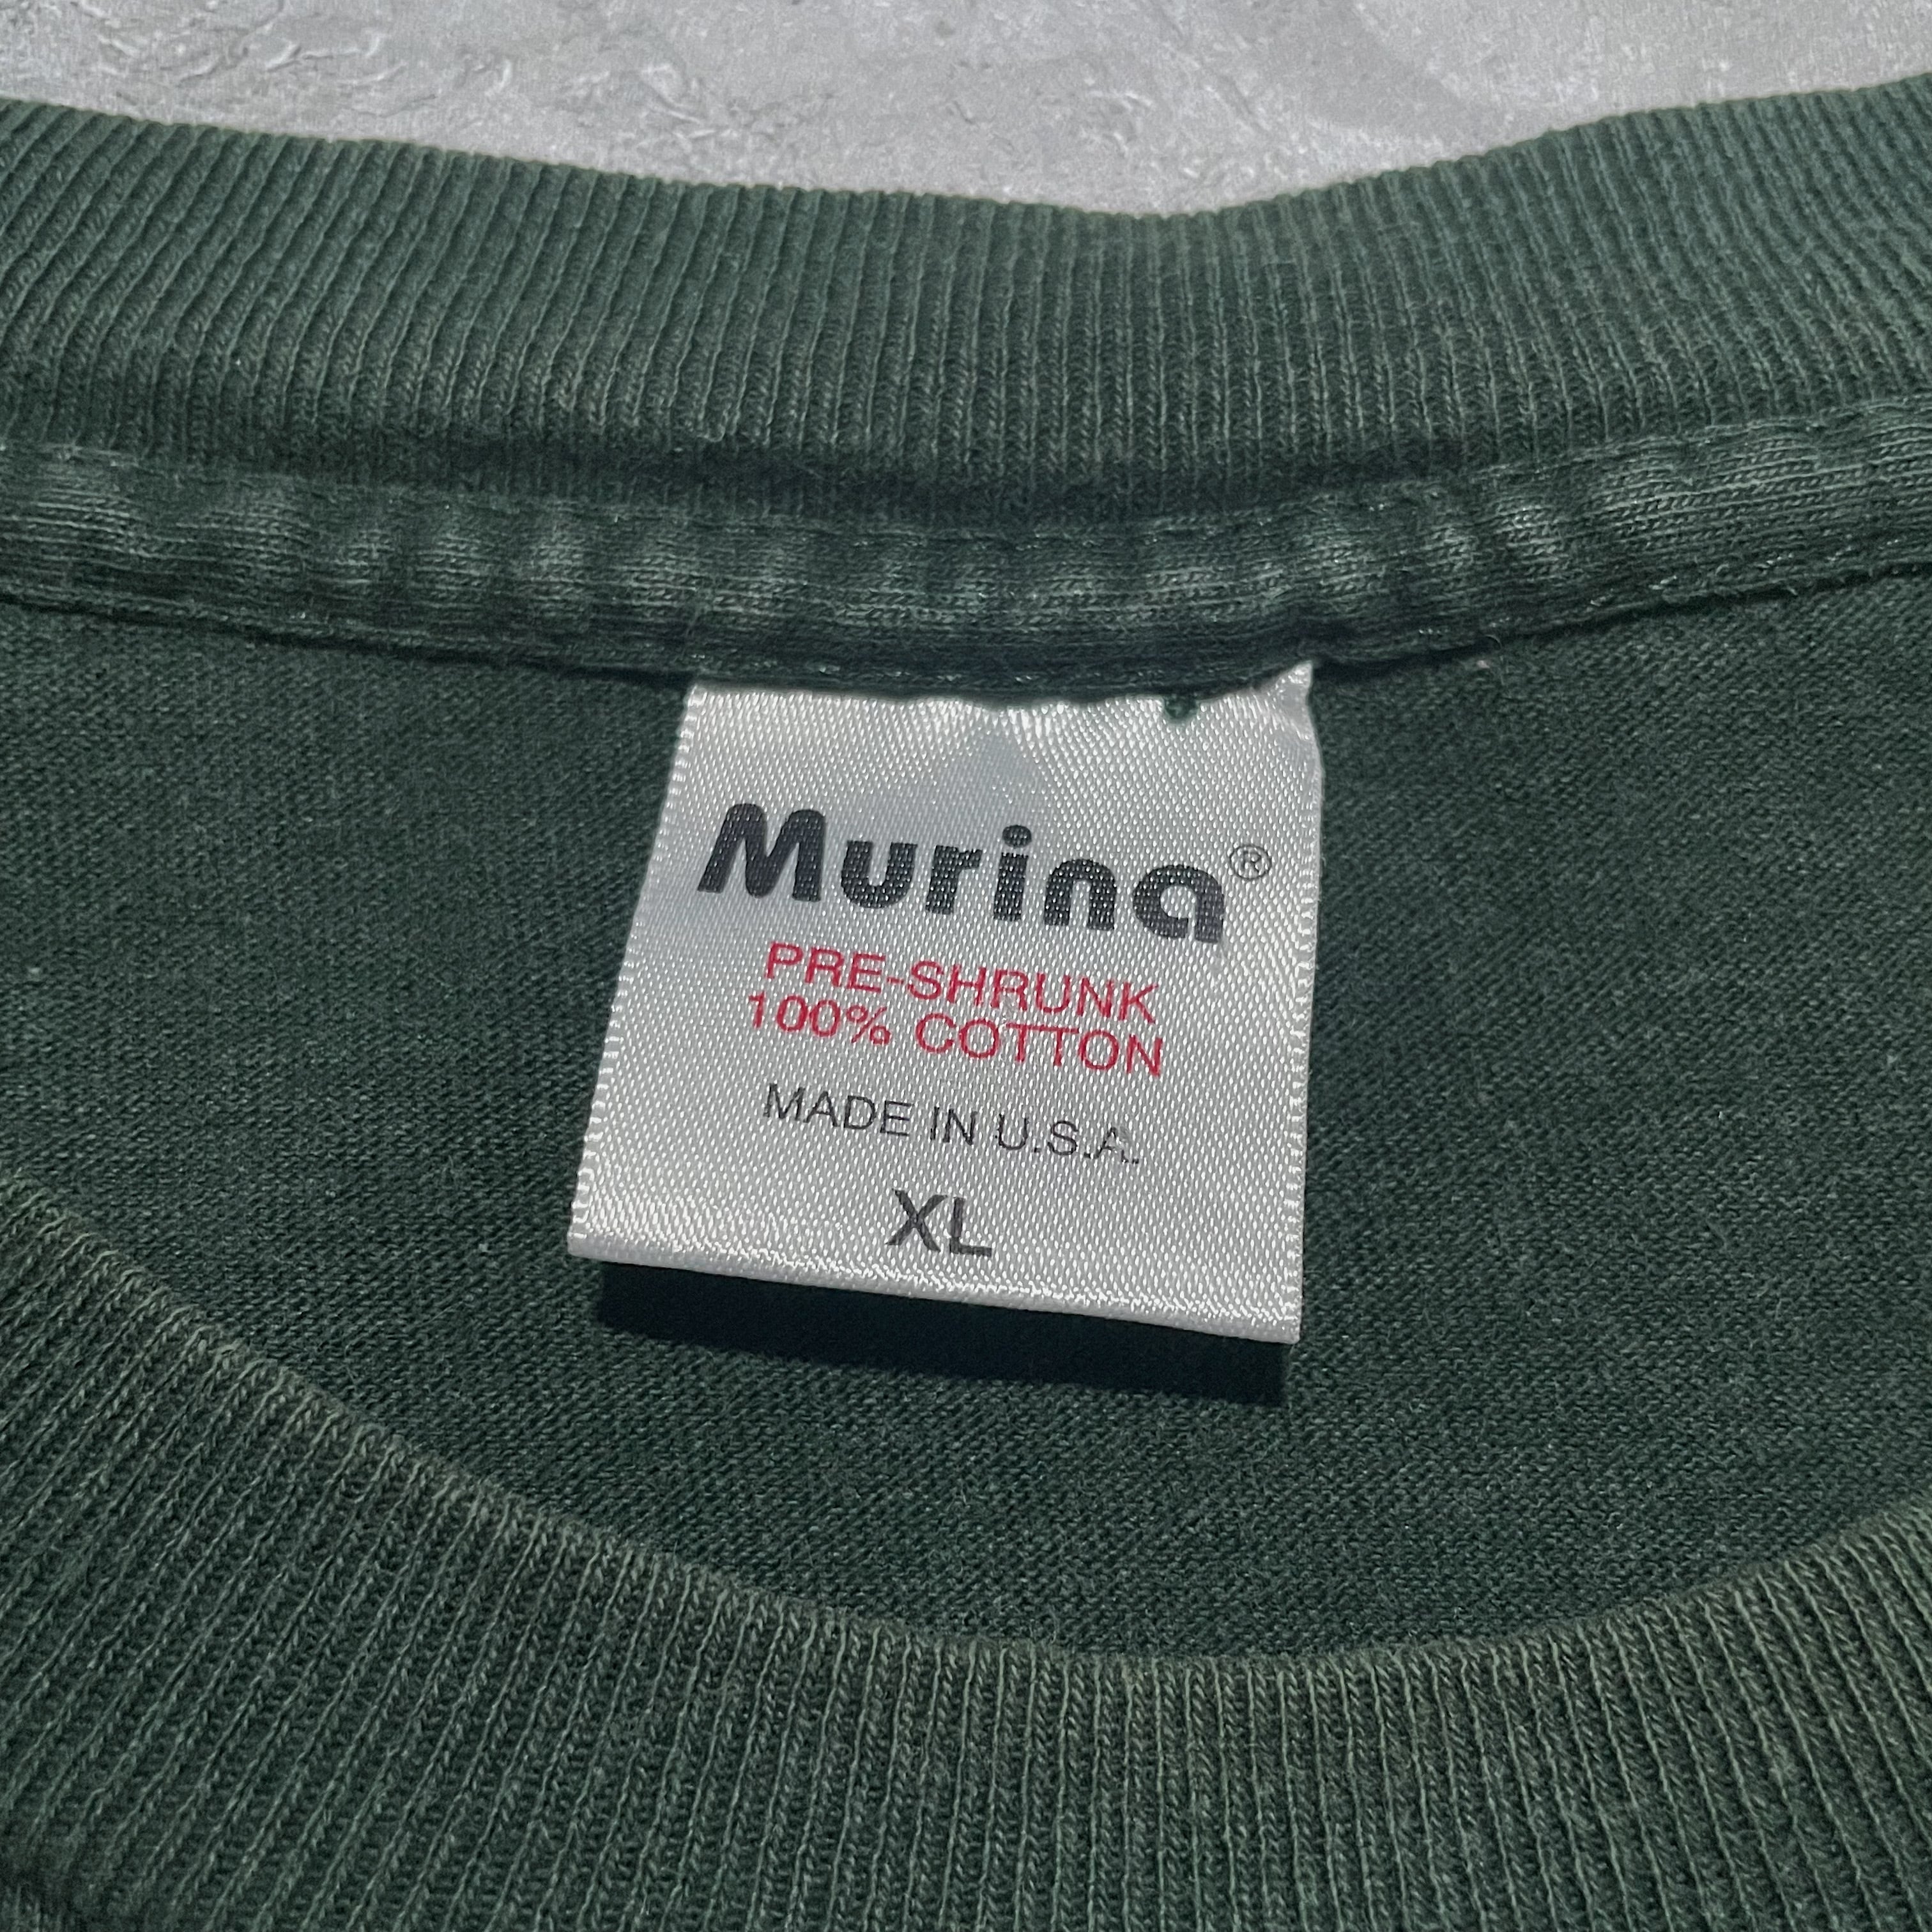 Murina®
PRE-SHRUNK
100% COTTON
MADE IN U.S.A.
XL